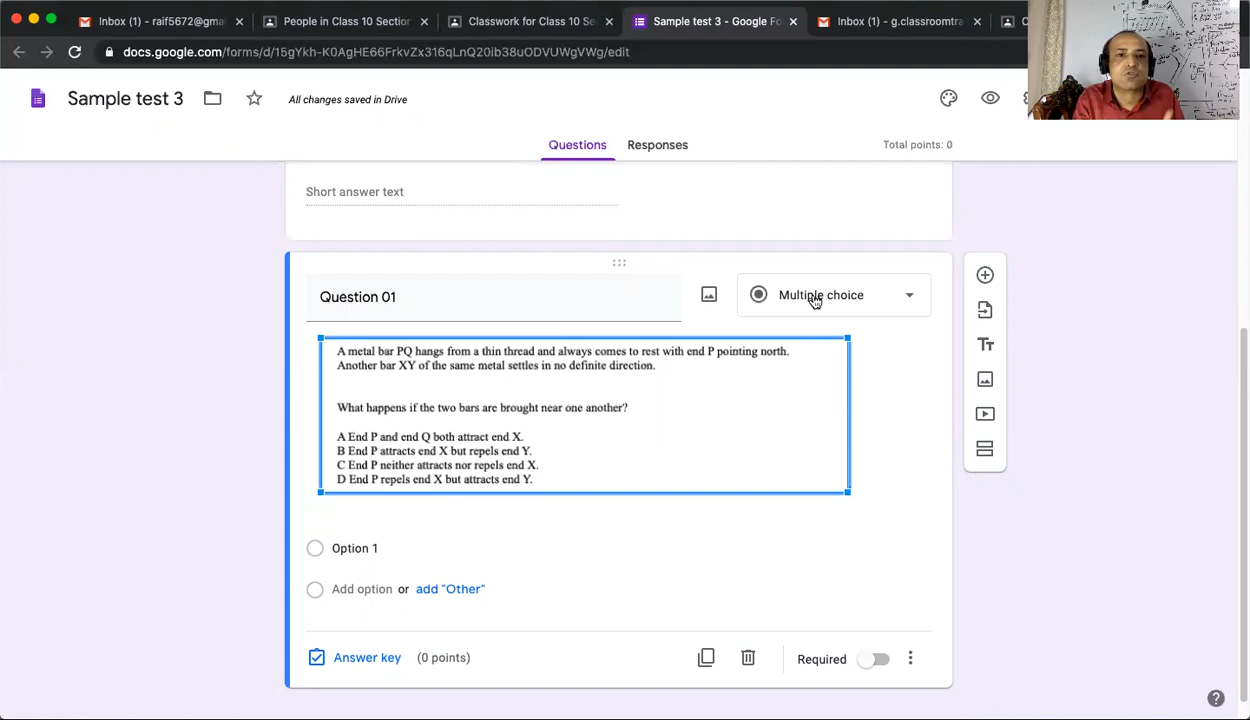 Inbox (1) - raif5672@gma
People in Class 10 Section
Classwork for Class 10 Se
Sample test 3 - Google Fo
Inbox (1) - g.classroomtra
docs.google.com/forms/d/15gYkh-K0AgHE66FrkvZx316qLnQ20ib38uODVUWgVWg/edit
Sample test 3
All changes saved in Drive
Questions
Responses
Total points: 0
Short answer text
Question 01
Multiple choice
A metal bar PQ hangs from a thin thread and always comes to rest with end P pointing north.
Another bar XY of the same metal settles in no definite direction.
What happens if the two bars are brought near one another?
A End P and end Q both attract end X.
B End P attracts end X but repels end Y.
C End P neither attracts nor repels end X.
D End P repels end X but attracts end Y.
Option 1
Add option or add "Other"
Answer key (0 points)
Required